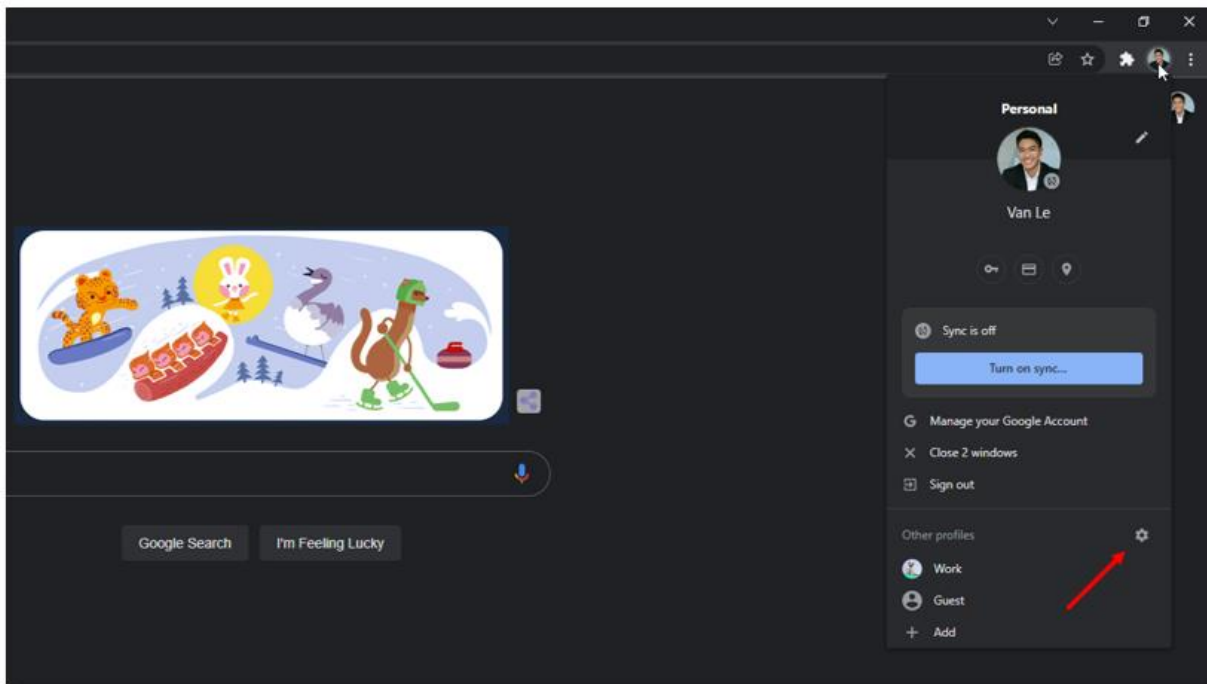 Personal
Van Le
Sync is off
Turn on sync...
G Manage your Google Account
Close 2 windows
Sign out
Other profiles
Work
Guest
Add
Google Search I'm Feeling Lucky